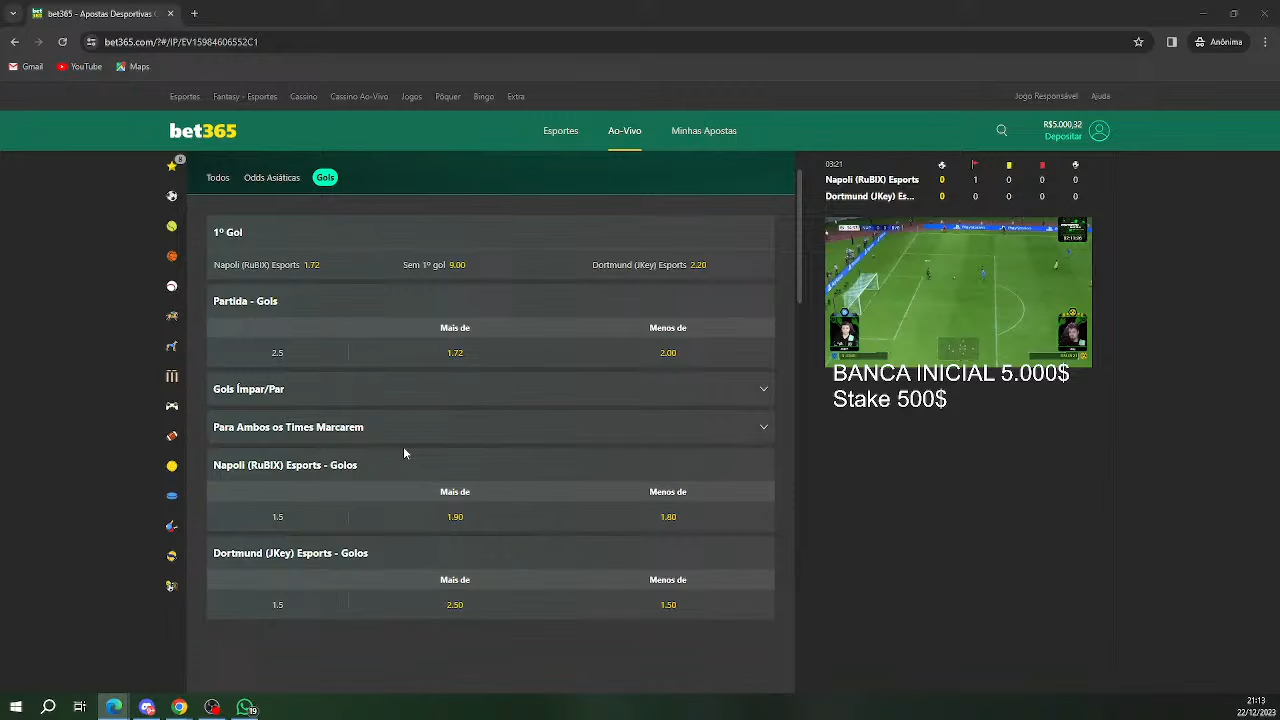 bet365 - Apostas Desportivas
bet365.com/?#/IP/EV15984606552C1
Anônima
Gmail
YouTube
Maps
Esportes
Fantasy - Esportes
Cassino
Cassino Ao-Vivo
Jogos
Pôquer
Bingo
Extra
Jogo Responsável
Ajuda
bet365
Esportes
Ao-Vivo
Minhas Apostas
R$5.000,32
Depositar
8
Todos
Odds Asiáticas
Gols
1º Gol
Napoli (RuBIX) Esports 1.72
Sem 1º gol 9.00
Dortmund (JKey) Esports 2.20
Partida - Gols
Mais de
Menos de
2.5
1.72
2.00
Gols Ímpar/Par
Para Ambos os Times Marcarem
Napoli (RuBIX) Esports - Golos
Mais de
Menos de
1.5
1.90
1.80
Dortmund (JKey) Esports - Golos
Mais de
Menos de
1.5
2.50
1.50
03:21
Napoli (RuBIX) Esports 0 1 0 0 0
Dortmund (JKey) Es... 0 0 0 0 0
PlayStation
BANCA INICIAL 5.000$
Stake 500$
19
21:13
22/12/2023